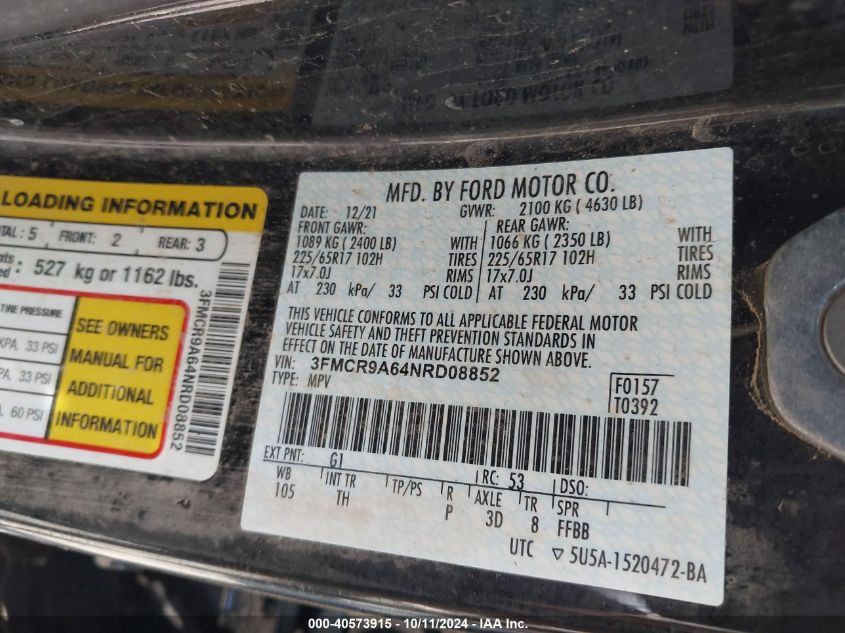 LOADING INFORMATION
TOTAL: 5 FRONT: 2 REAR: 3
527 kg or 1162 lbs.
TIRE PRESSURE
KPA, 33 PSI
PA, 33 PSI
A, 60 PSI
SEE OWNERS
MANUAL FOR
ADDITIONAL
INFORMATION
3FMCR9A64NRD08852
MFD. BY FORD MOTOR CO.
DATE: 12/21 GVWR: 2100 KG ( 4630 LB)
FRONT GAWR: REAR GAWR:
1089 KG ( 2400 LB) WITH 1066 KG ( 2350 LB) WITH
225/65R17 102H TIRES 225/65R17 102H TIRES
17x7.0J RIMS 17x7.0J RIMS
AT 230 kPa/ 33 PSI COLD AT 230 kPa/ 33 PSI COLD
THIS VEHICLE CONFORMS TO ALL APPLICABLE FEDERAL MOTOR
VEHICLE SAFETY AND THEFT PREVENTION STANDARDS IN
EFFECT ON THE DATE OF MANUFACTURE SHOWN ABOVE.
VIN: 3FMCR9A64NRD08852
TYPE: MPV
F0157
T0392
EXT PNT: G1 RC: 53 DSO:
WB INT TR TP/PS R AXLE TR SPR
105 TH P 3D 8 FFBB
UTC ▽ 5U5A-1520472-BA
000-40573915 - 10/11/2024 - © IAA, Inc.